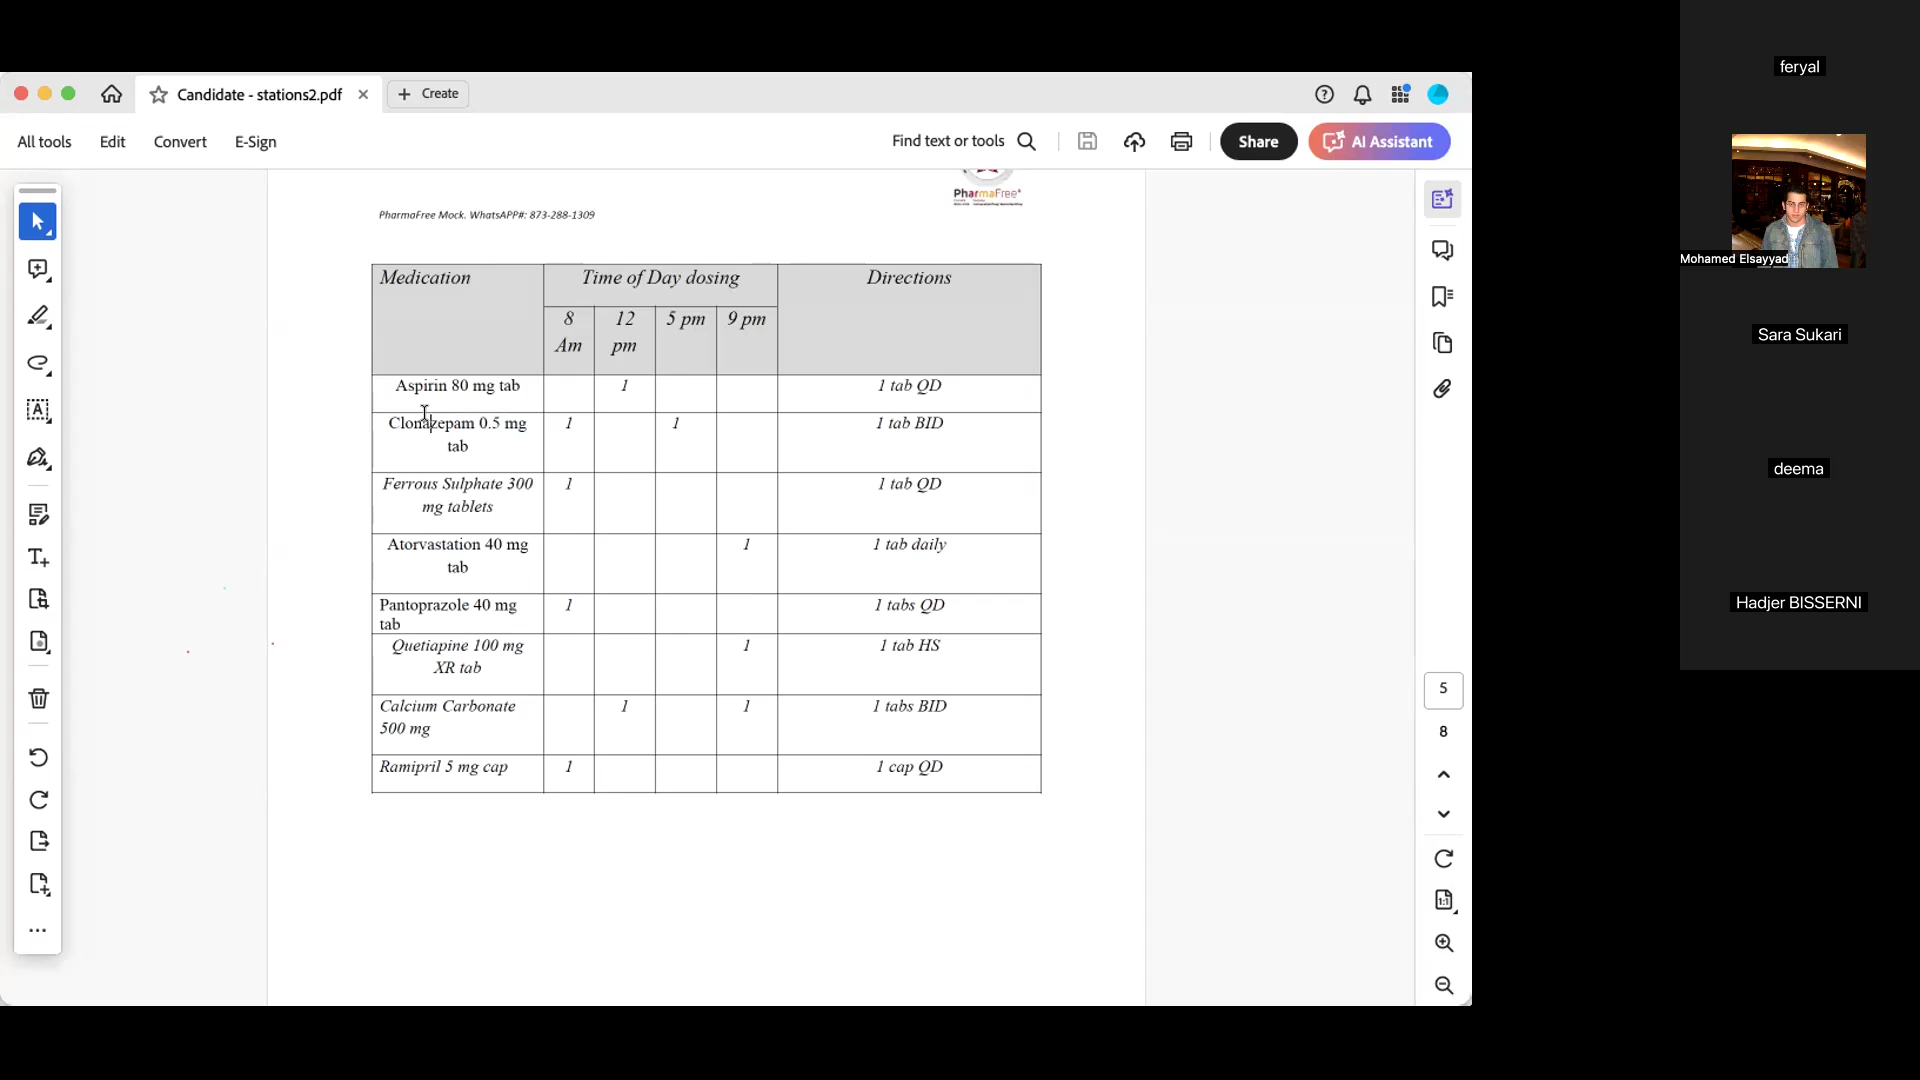 feryal
Candidate - stations2.pdf
Create
All tools
Edit
Convert
E-Sign
Find text or tools
Share
AI Assistant
PharmaFree
PharmaFree Mock. WhatsAPP#: 873-288-1309
Medication
Time of Day dosing
Directions
8 Am
12 pm
5 pm
9 pm
Aspirin 80 mg tab 1 1 tab QD
Clonazepam 0.5 mg 1 1 1 tab BID
tab
Ferrous Sulphate 300 1 1 tab QD
mg tablets
Atorvastation 40 mg 1 1 tab daily
tab
Pantoprazole 40 mg 1 1 tabs QD
tab
Quetiapine 100 mg 1 1 tab HS
XR tab
Calcium Carbonate 1 1 1 tabs BID
500 mg
Ramipril 5 mg cap 1 1 cap QD
5
8
Mohamed Elsayyad
Sara Sukari
deema
Hadjer BISSERNI